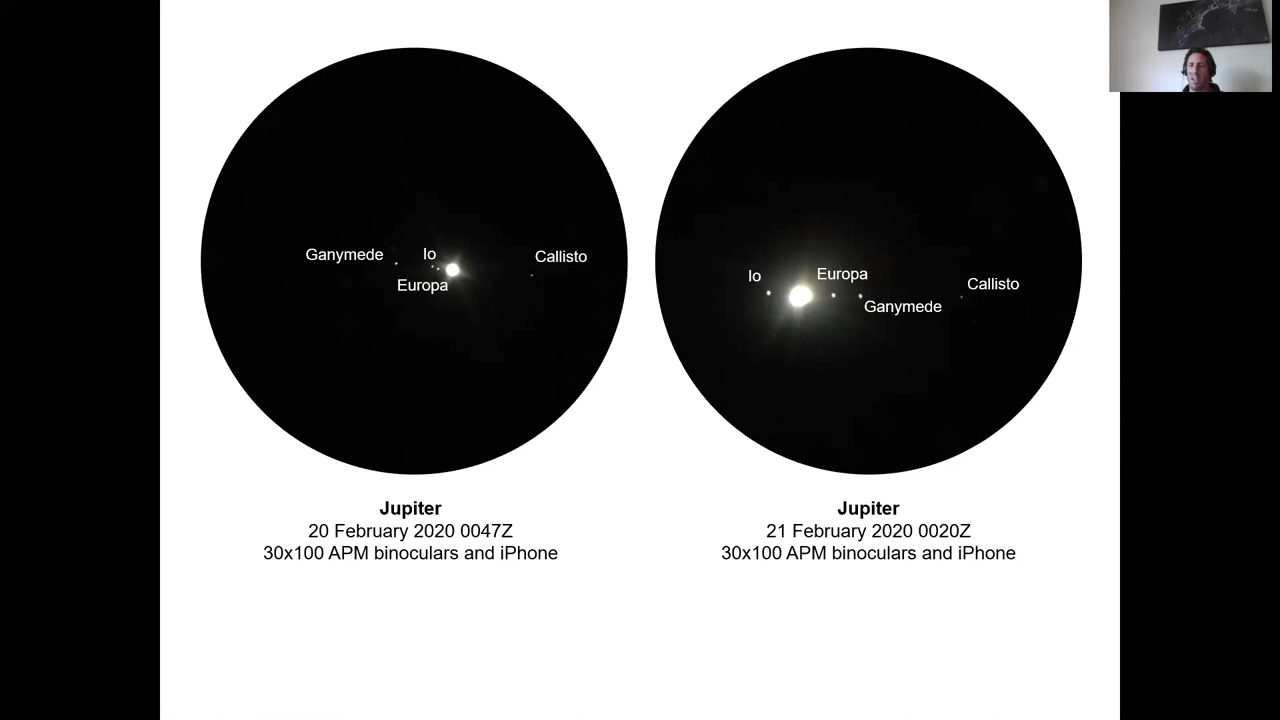 Ganymede
Io
Europa
Callisto
Io
Europa
Ganymede
Callisto
Jupiter
20 February 2020 0047Z
30x100 APM binoculars and iPhone
Jupiter
21 February 2020 0020Z
30x100 APM binoculars and iPhone